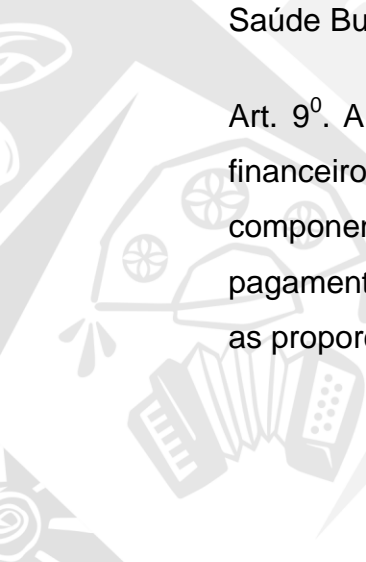 Saúde Bu
Art. 9⁰. A
financeiro
componen
pagament
as propor